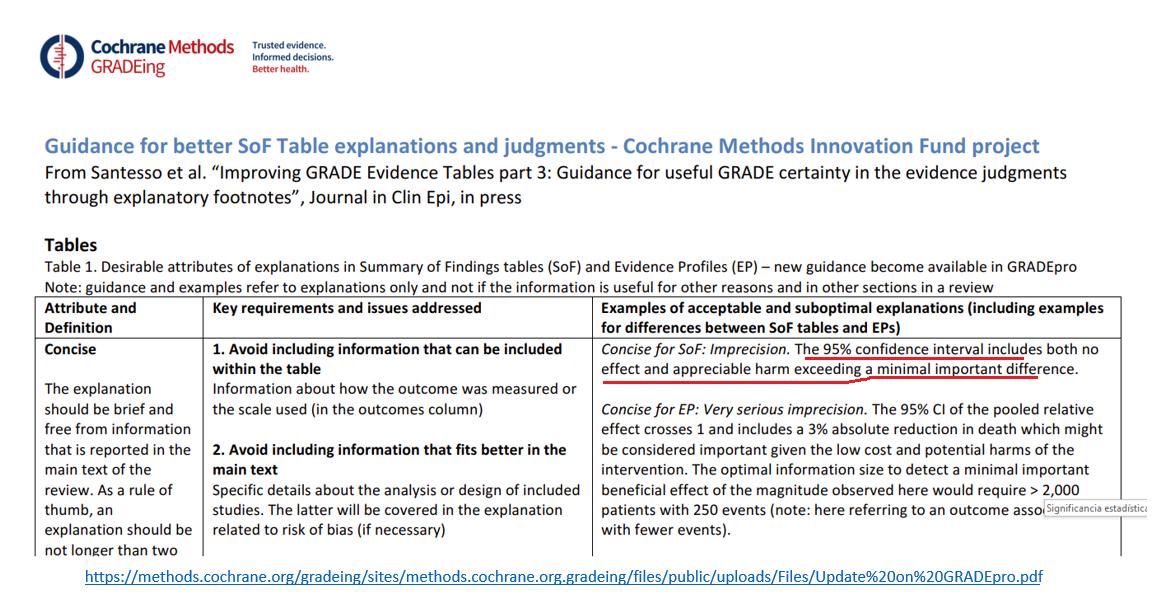 Cochrane Methods
GRADEing
Trusted evidence.
Informed decisions.
Better health.
Guidance for better SoF Table explanations and judgments - Cochrane Methods Innovation Fund project
From Santesso et al. “Improving GRADE Evidence Tables part 3: Guidance for useful GRADE certainty in the evidence judgments
through explanatory footnotes”, Journal in Clin Epi, in press
Tables
Table 1. Desirable attributes of explanations in Summary of Findings tables (SoF) and Evidence Profiles (EP) – new guidance become available in GRADEpro
Note: guidance and examples refer to explanations only and not if the information is useful for other reasons and in other sections in a review
Attribute and
Definition
Key requirements and issues addressed
Examples of acceptable and suboptimal explanations (including examples
for differences between SoF tables and EPs)
Concise
The explanation
should be brief and
free from information
that is reported in the
main text of the
review. As a rule of
thumb, an
explanation should be
not longer than two
1. Avoid including information that can be included
within the table
Information about how the outcome was measured or
the scale used (in the outcomes column)
2. Avoid including information that fits better in the
main text
Specific details about the analysis or design of included
studies. The latter will be covered in the explanation
related to risk of bias (if necessary)
Concise for SoF: Imprecision. The 95% confidence interval includes both no
effect and appreciable harm exceeding a minimal important difference.
Concise for EP: Very serious imprecision. The 95% CI of the pooled relative
effect crosses 1 and includes a 3% absolute reduction in death which might
be considered important given the low cost and potential harms of the
intervention. The optimal information size to detect a minimal important
beneficial effect of the magnitude observed here would require > 2,000
patients with 250 events (note: here referring to an outcome
with fewer events).
Significancia
https://methods.cochrane.org/gradeing/sites/methods.cochrane.org.gradeing/files/public/uploads/Files/Update%20on%20GRADEpro.pdf